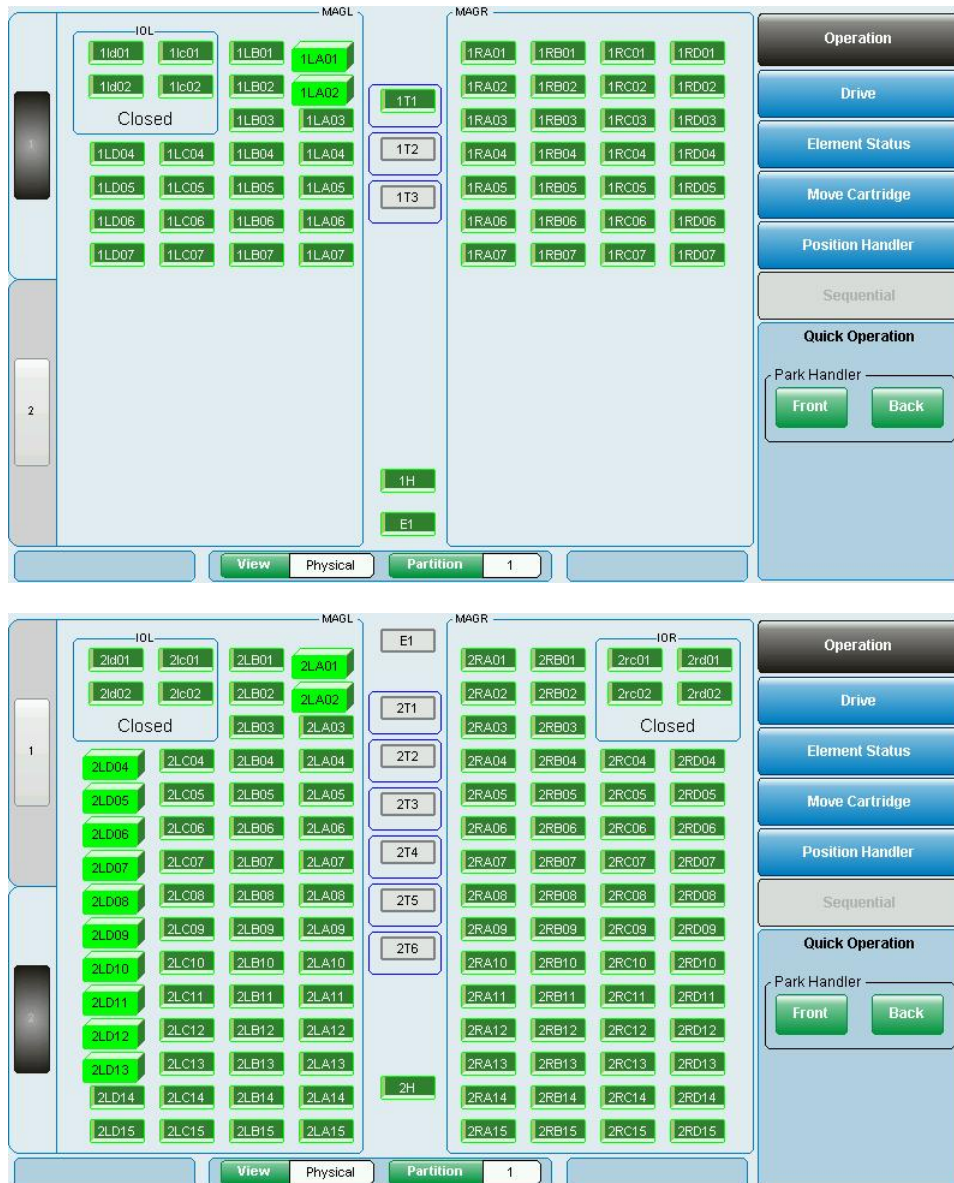 MAGL MAGR
IOL
1ld01 1lc01 1LB01 1LA01 1RA01 1RB01 1RC01 1RD01 Operation
1ld02 1lc02 1LB02 1LA02 1T1 1RA02 1RB02 1RC02 1RD02 Drive
Closed 1LB03 1LA03 1RA03 1RB03 1RC03 1RD03
1 1LD04 1LC04 1LB04 1LA04 1T2 1RA04 1RB04 1RC04 1RD04 Element Status
1LD05 1LC05 1LB05 1LA05 1T3 1RA05 1RB05 1RC05 1RD05 Move Cartridge
1LD06 1LC06 1LB06 1LA06 1RA06 1RB06 1RC06 1RD06
1LD07 1LC07 1LB07 1LA07 1RA07 1RB07 1RC07 1RD07 Position Handler
Sequential
Quick Operation
Park Handler
2 Front Back
1H
E1
View Physical Partition 1
MAGL MAGR
IOL E1 IOR
2ld01 2lc01 2LB01 2LA01 2RA01 2RB01 2rc01 2rd01 Operation
2ld02 2lc02 2LB02 2LA02 2T1 2RA02 2RB02 2rc02 2rd02 Drive
Closed 2LB03 2LA03 2RA03 2RB03 Closed
1 2LD04 2LC04 2LB04 2LA04 2T2 2RA04 2RB04 2RC04 2RD04 Element Status
2LD05 2LC05 2LB05 2LA05 2T3 2RA05 2RB05 2RC05 2RD05 Move Cartridge
2LD06 2LC06 2LB06 2LA06 2RA06 2RB06 2RC06 2RD06
2LD07 2LC07 2LB07 2LA07 2T4 2RA07 2RB07 2RC07 2RD07 Position Handler
2LD08 2LC08 2LB08 2LA08 2T5 2RA08 2RB08 2RC08 2RD08 Sequential
2LD09 2LC09 2LB09 2LA09 2T6 2RA09 2RB09 2RC09 2RD09 Quick Operation
2LD10 2LC10 2LB10 2LA10 2RA10 2RB10 2RC10 2RD10 Park Handler
2 2LD11 2LC11 2LB11 2LA11 2RA11 2RB11 2RC11 2RD11 Front Back
2LD12 2LC12 2LB12 2LA12 2RA12 2RB12 2RC12 2RD12
2LD13 2LC13 2LB13 2LA13 2H 2RA13 2RB13 2RC13 2RD13
2LD14 2LC14 2LB14 2LA14 2RA14 2RB14 2RC14 2RD14
2LD15 2LC15 2LB15 2LA15 2RA15 2RB15 2RC15 2RD15
View Physical Partition 1